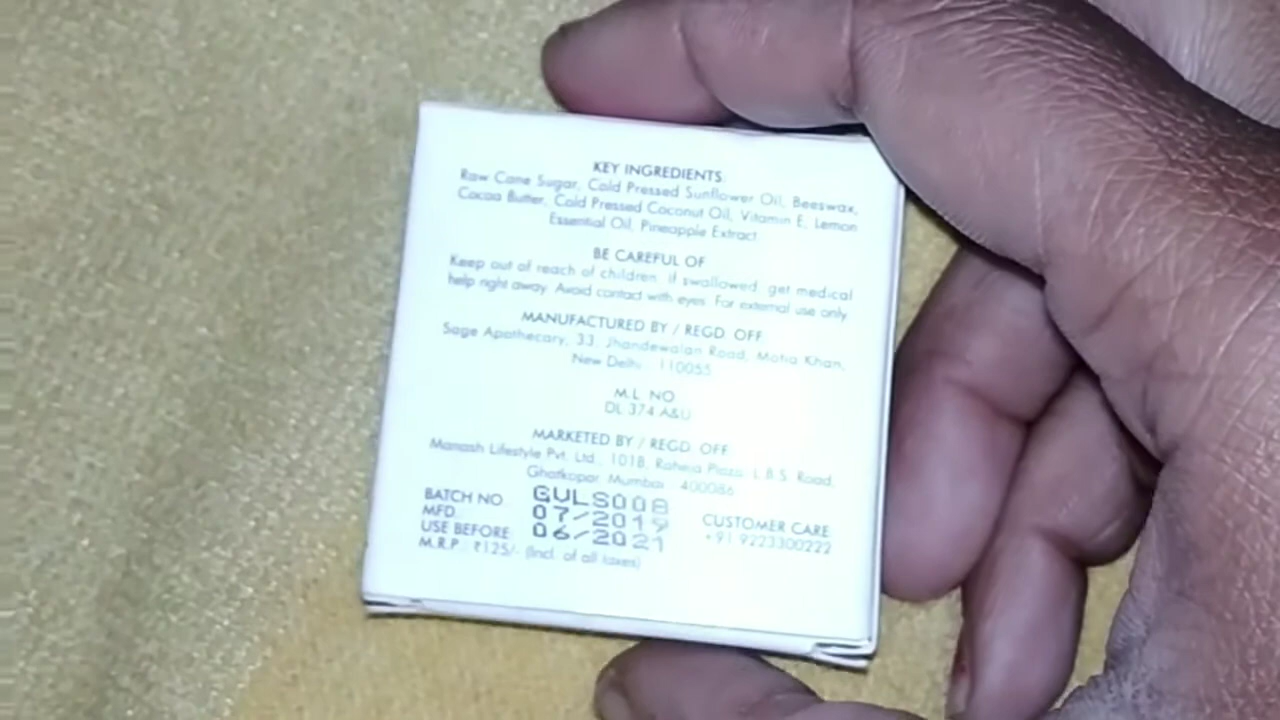 KEY INGREDIENTS:
Raw Cane Sugar, Cold Pressed Sunflower Oil, Beeswax,
Cocoa Butter, Cold Pressed Coconut Oil, Vitamin E, Lemon
Essential Oil, Pineapple Extract
BE CAREFUL OF
Keep out of reach of children. if swallowed, get medical
help right away. Avoid contact with eyes. For external use only.
MANUFACTURED BY / REGD. OFF
Sage Apothecary, 33, Jhandewalan Road, Motia Khan,
New Delhi - 110055
M.L. NO
DL 374 A&U
MARKETED BY / REGD. OFF
Manash Lifestyle Pvt. Ltd., 101B, Raheja Plaza, L.B.S. Road,
Ghatkopar Mumbai - 400086
BATCH NO. GVLS008
MFD. 07/2019
USE BEFORE 06/2021
M.R.P.: ₹125/- (Incl. of all taxes)
CUSTOMER CARE
+91 9223300222